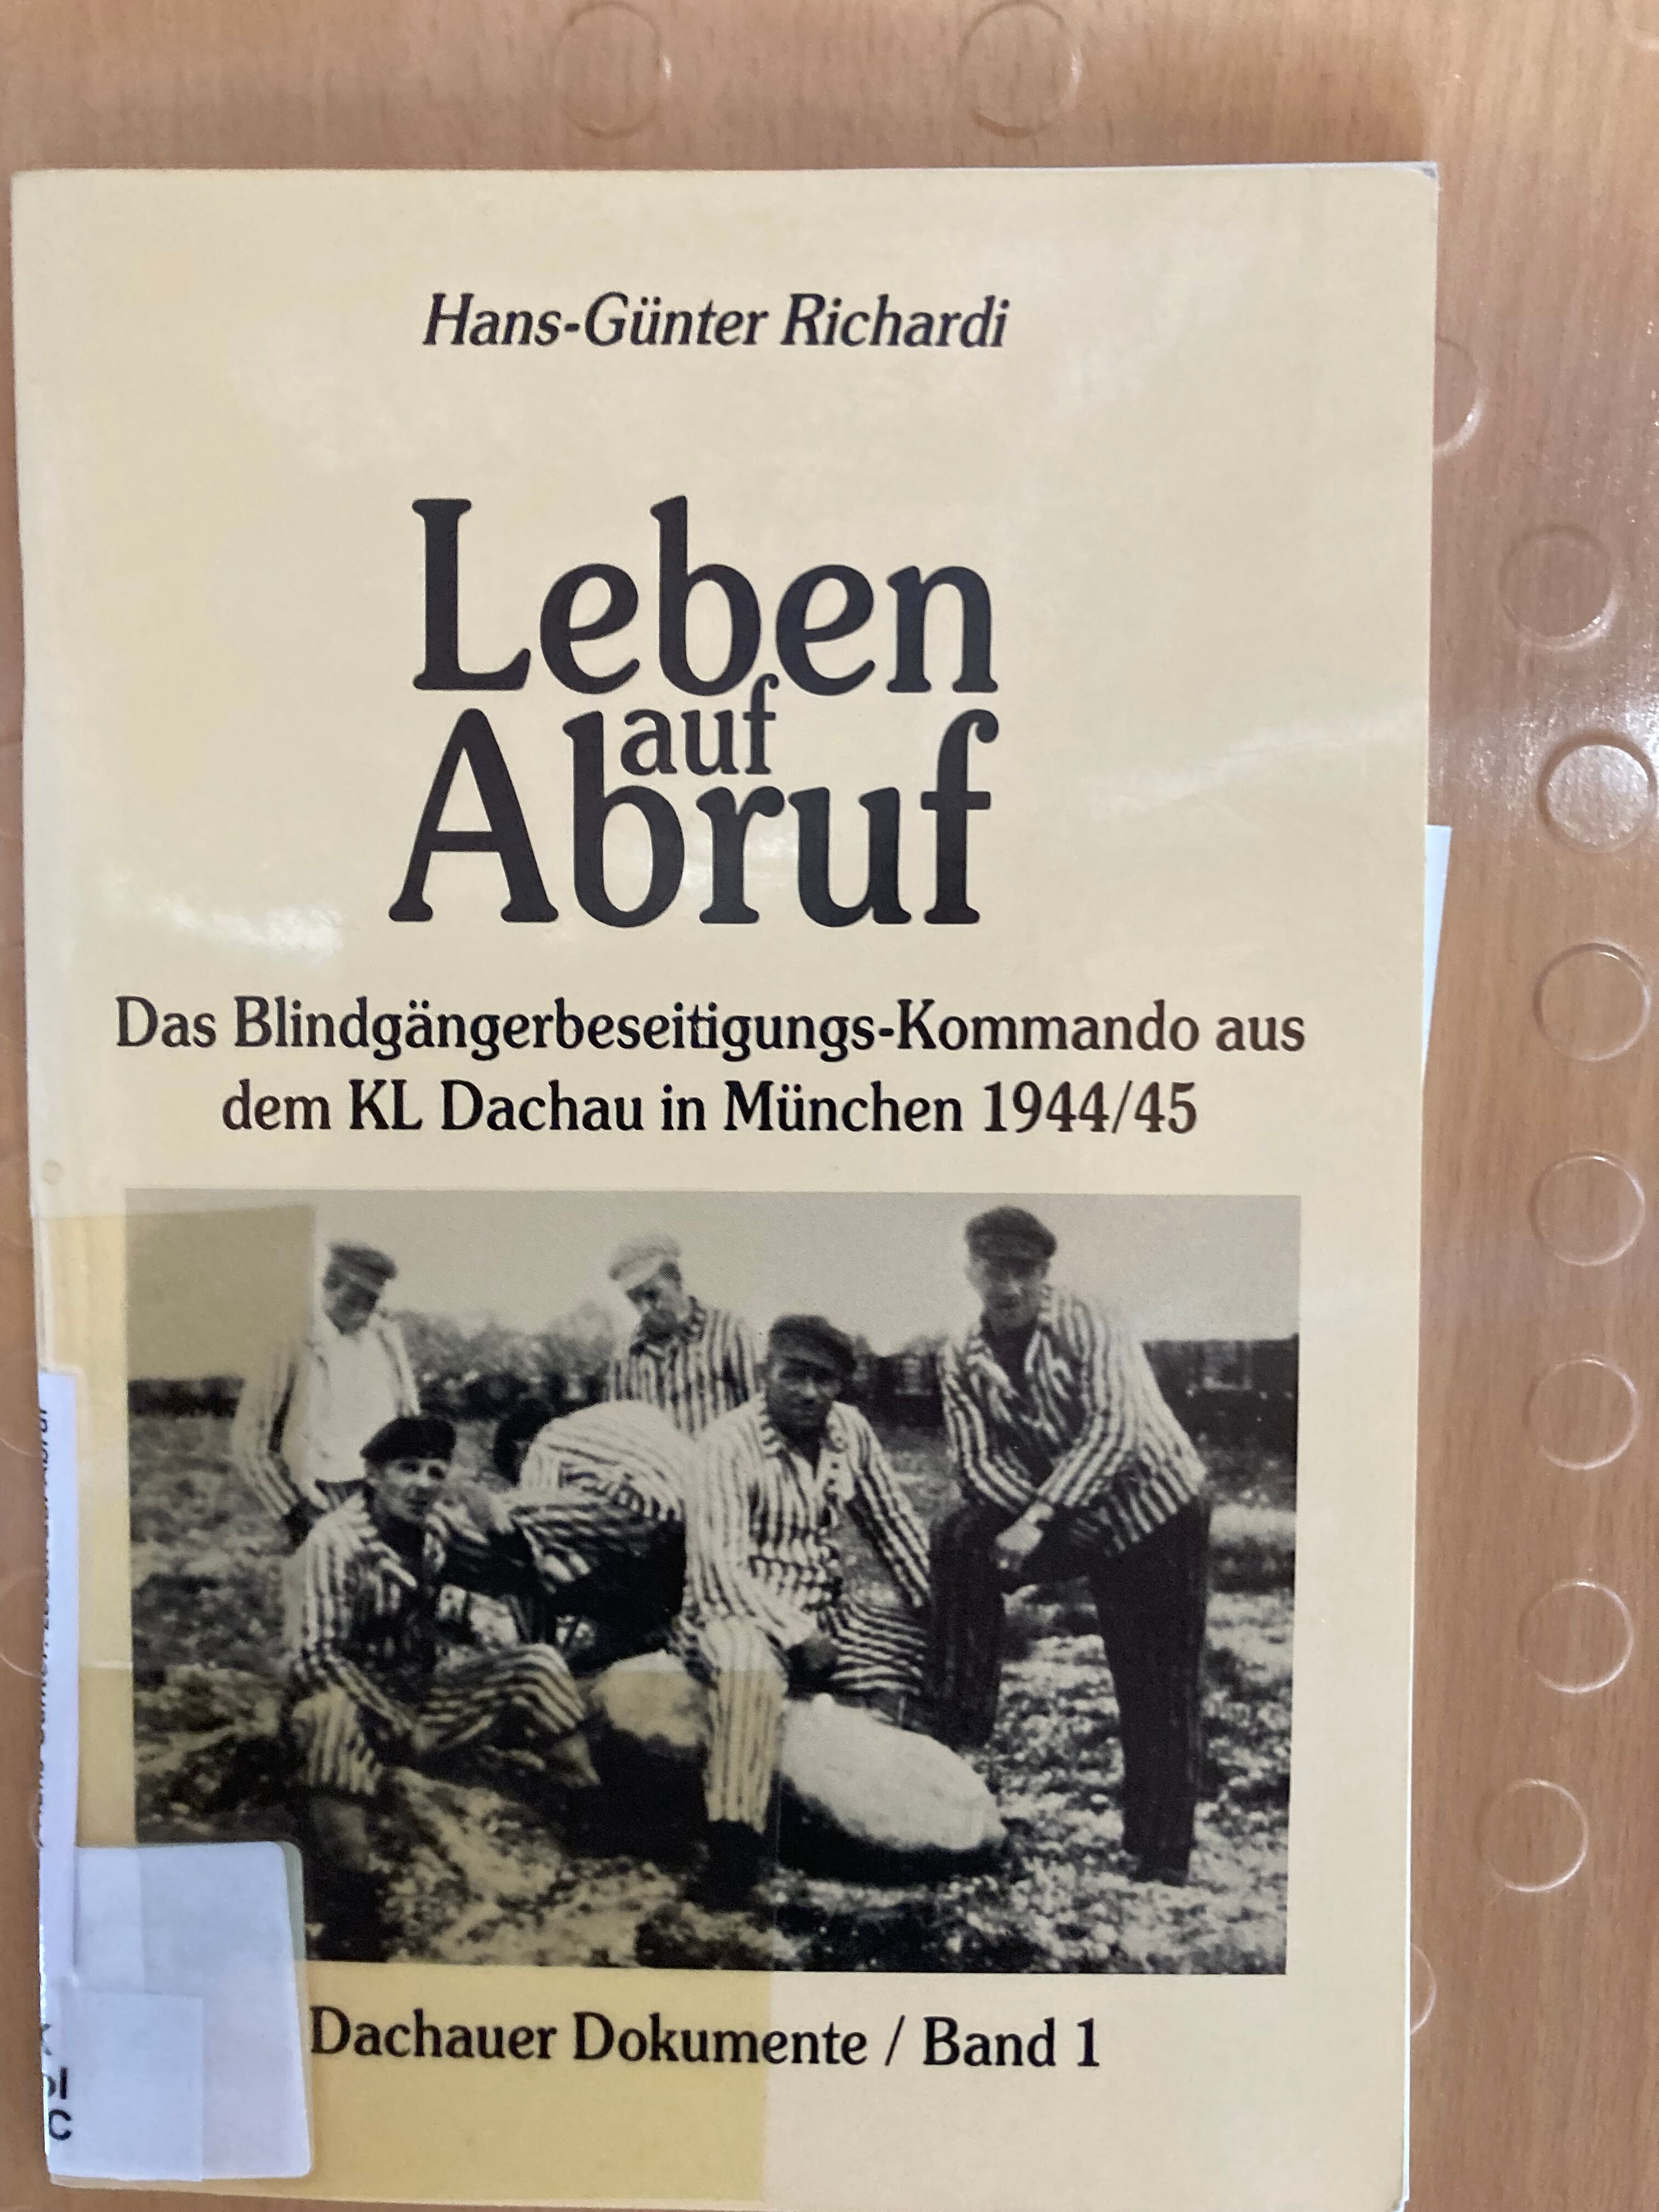 Hans-Günter Richardi
Leben
auf
Abruf
Das Blindgängerbeseitigungs-Kommando aus
dem KL Dachau in München 1944/45
Dachauer Dokumente / Band 1